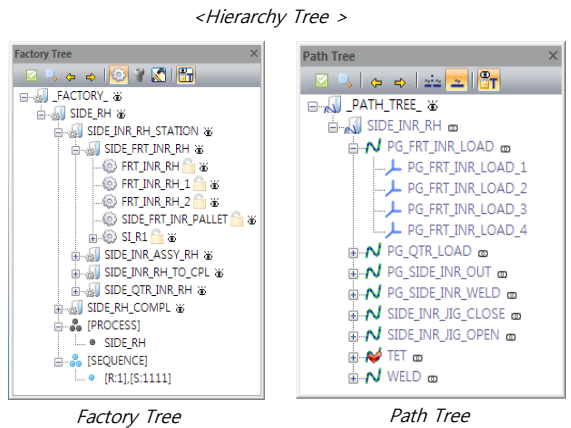 <Hierarchy Tree >
Factory Tree
_FACTORY_
SIDE_RH
SIDE_INR_RH_STATION
SIDE_FRT_INR_RH
FRT_INR_RH
FRT_INR_RH_1
FRT_INR_RH_2
SIDE_FRT_INR_PALLET
SI_R1
SIDE_INR_ASSY_RH
SIDE_INR_RH_TO_CPL
SIDE_QTR_INR_RH
SIDE_RH_COMPL
[PROCESS]
SIDE_RH
[SEQUENCE]
[R:1],[S:1111]
Factory Tree
Path Tree
_PATH_TREE_
SIDE_INR_RH
PG_FRT_INR_LOAD
PG_FRT_INR_LOAD_1
PG_FRT_INR_LOAD_2
PG_FRT_INR_LOAD_3
PG_FRT_INR_LOAD_4
PG_QTR_LOAD
PG_SIDE_INR_OUT
PG_SIDE_INR_WELD
SIDE_INR_JIG_CLOSE
SIDE_INR_JIG_OPEN
TET
WELD
Path Tree